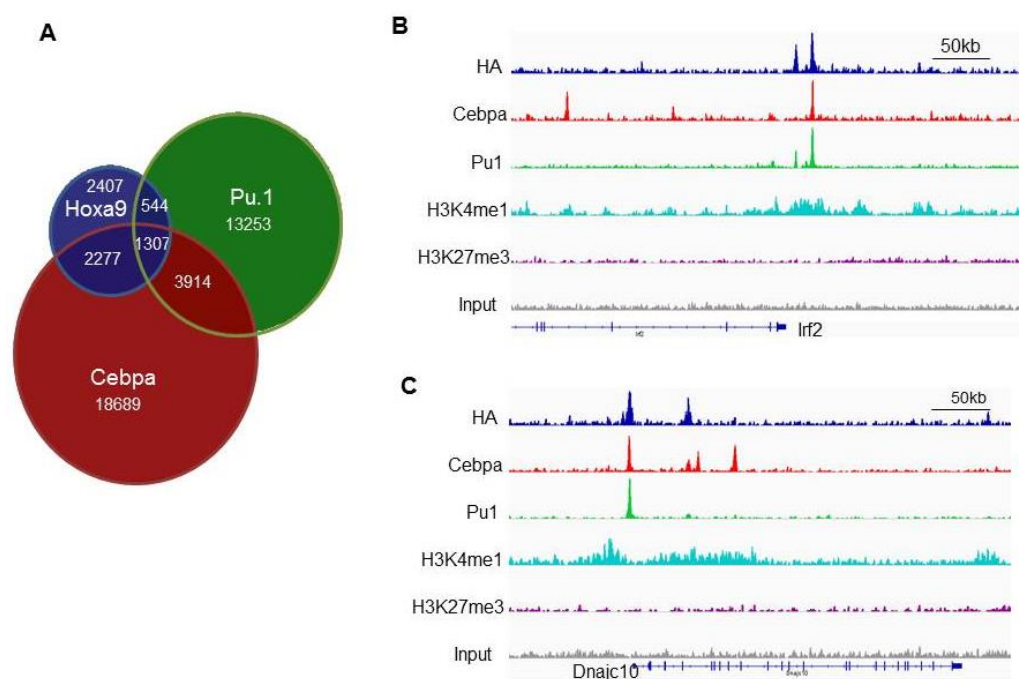 A
2407
Hoxa9
544
Pu.1
13253
1307
2277
3914
Cebpa
18689
B
50kb
HA
Cebpa
Pu1
H3K4me1
H3K27me3
Input
Irf2
C
50kb
HA
Cebpa
Pu1
H3K4me1
H3K27me3
Input
Dnajc10
Dnajc10